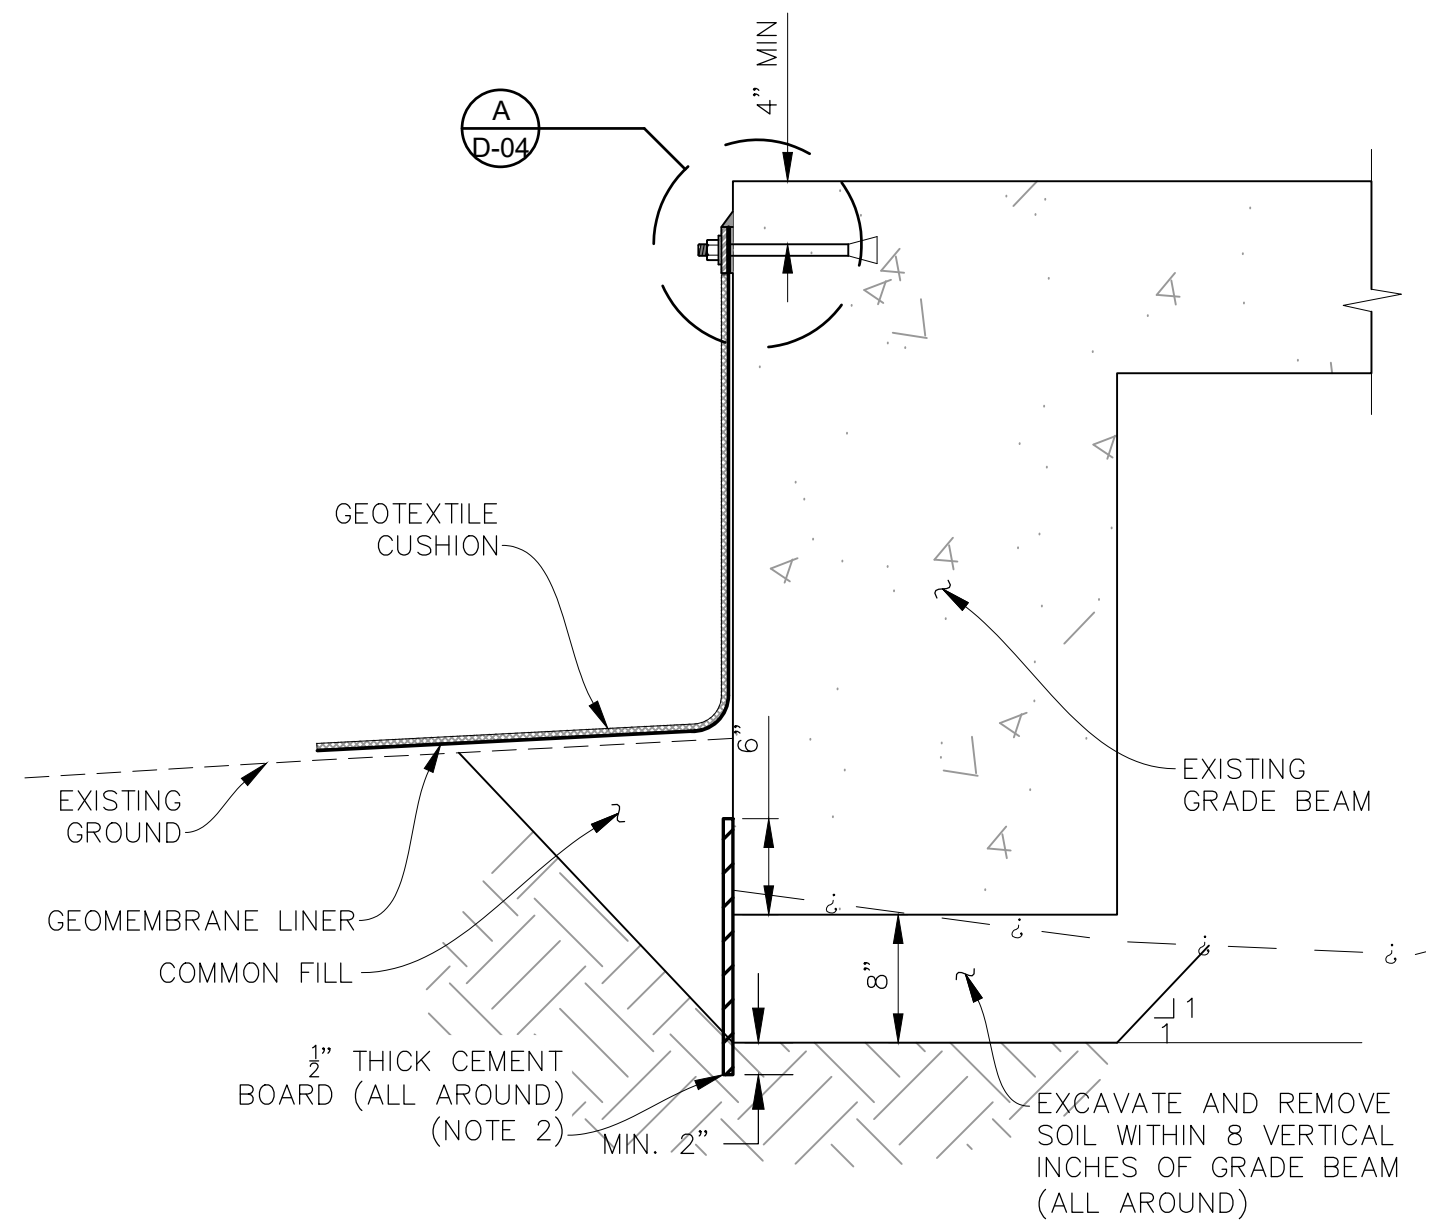 4” MIN
A
D-04
GEOTEXTILE
CUSHION
6”
EXISTING
GRADE BEAM
EXISTING
GROUND
GEOMEMBRANE LINER
COMMON FILL
8”
1
1
½” THICK CEMENT
BOARD (ALL AROUND)
(NOTE 2)
MIN. 2”
EXCAVATE AND REMOVE
SOIL WITHIN 8 VERTICAL
INCHES OF GRADE BEAM
(ALL AROUND)
¿
¿
¿
¿